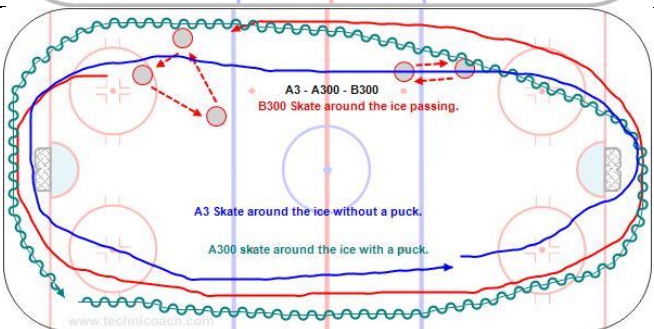 A3 - A300 - B300
B300 Skate around the ice passing.
A3 Skate around the ice without a puck.
A300 skate around the ice with a puck.
www.technicoach.com